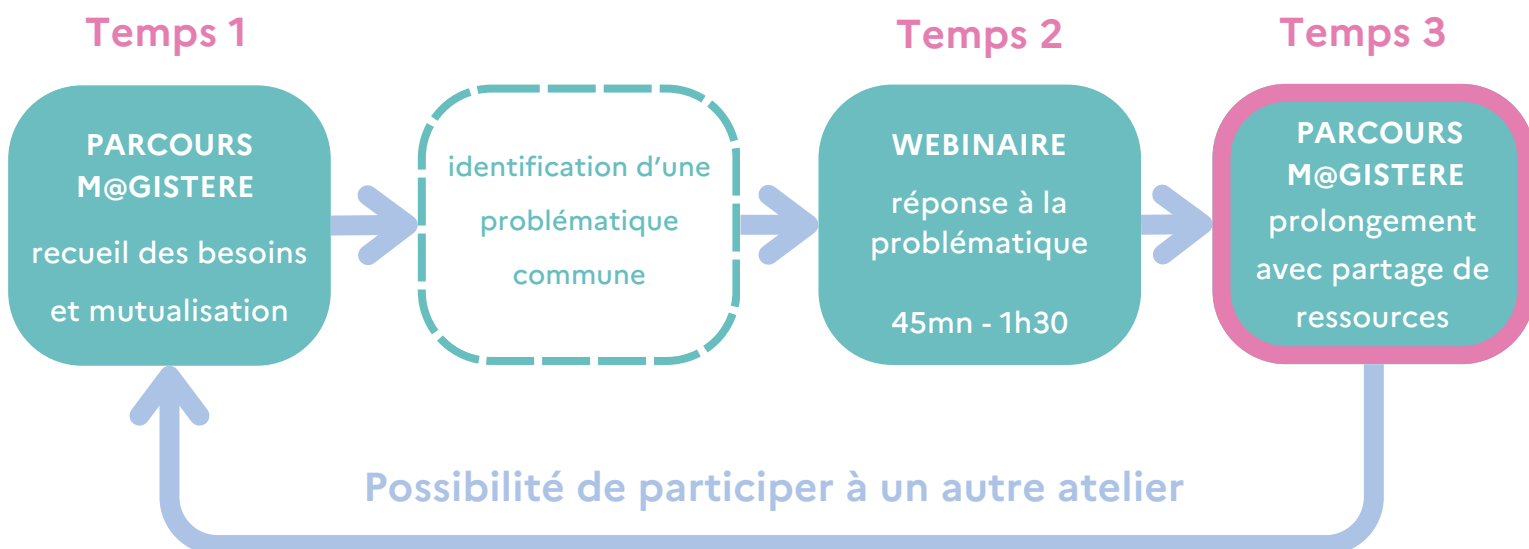 Temps 1
PARCOURS
M@GISTERE
recueil des besoins
et mutualisation
identification d’une
problématique
commune
Temps 2
WEBINAIRE
réponse à la
problématique
45mn - 1h30
Temps 3
PARCOURS
M@GISTERE
prolongement
avec partage de
ressources
Possibilité de participer à un autre atelier